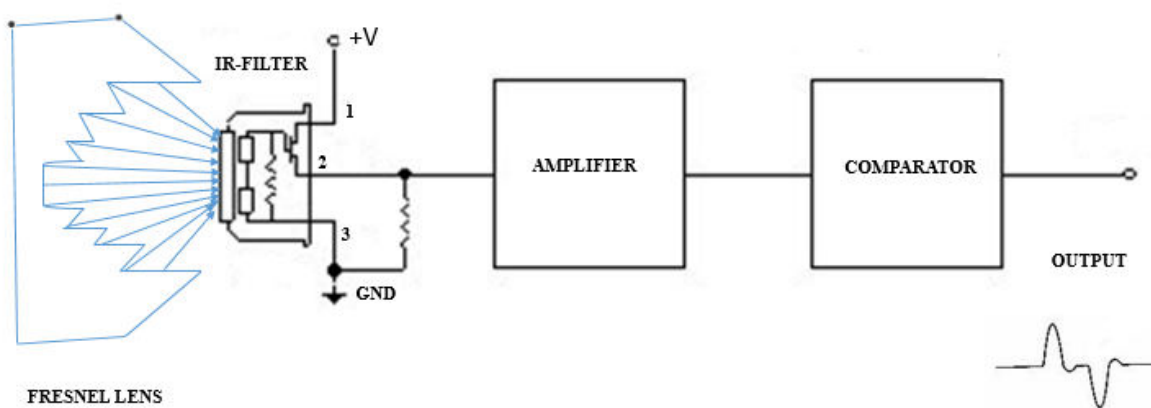 +V
IR-FILTER
1
2
3
AMPLIFIER
COMPARATOR
GND
OUTPUT
FRESNEL LENS